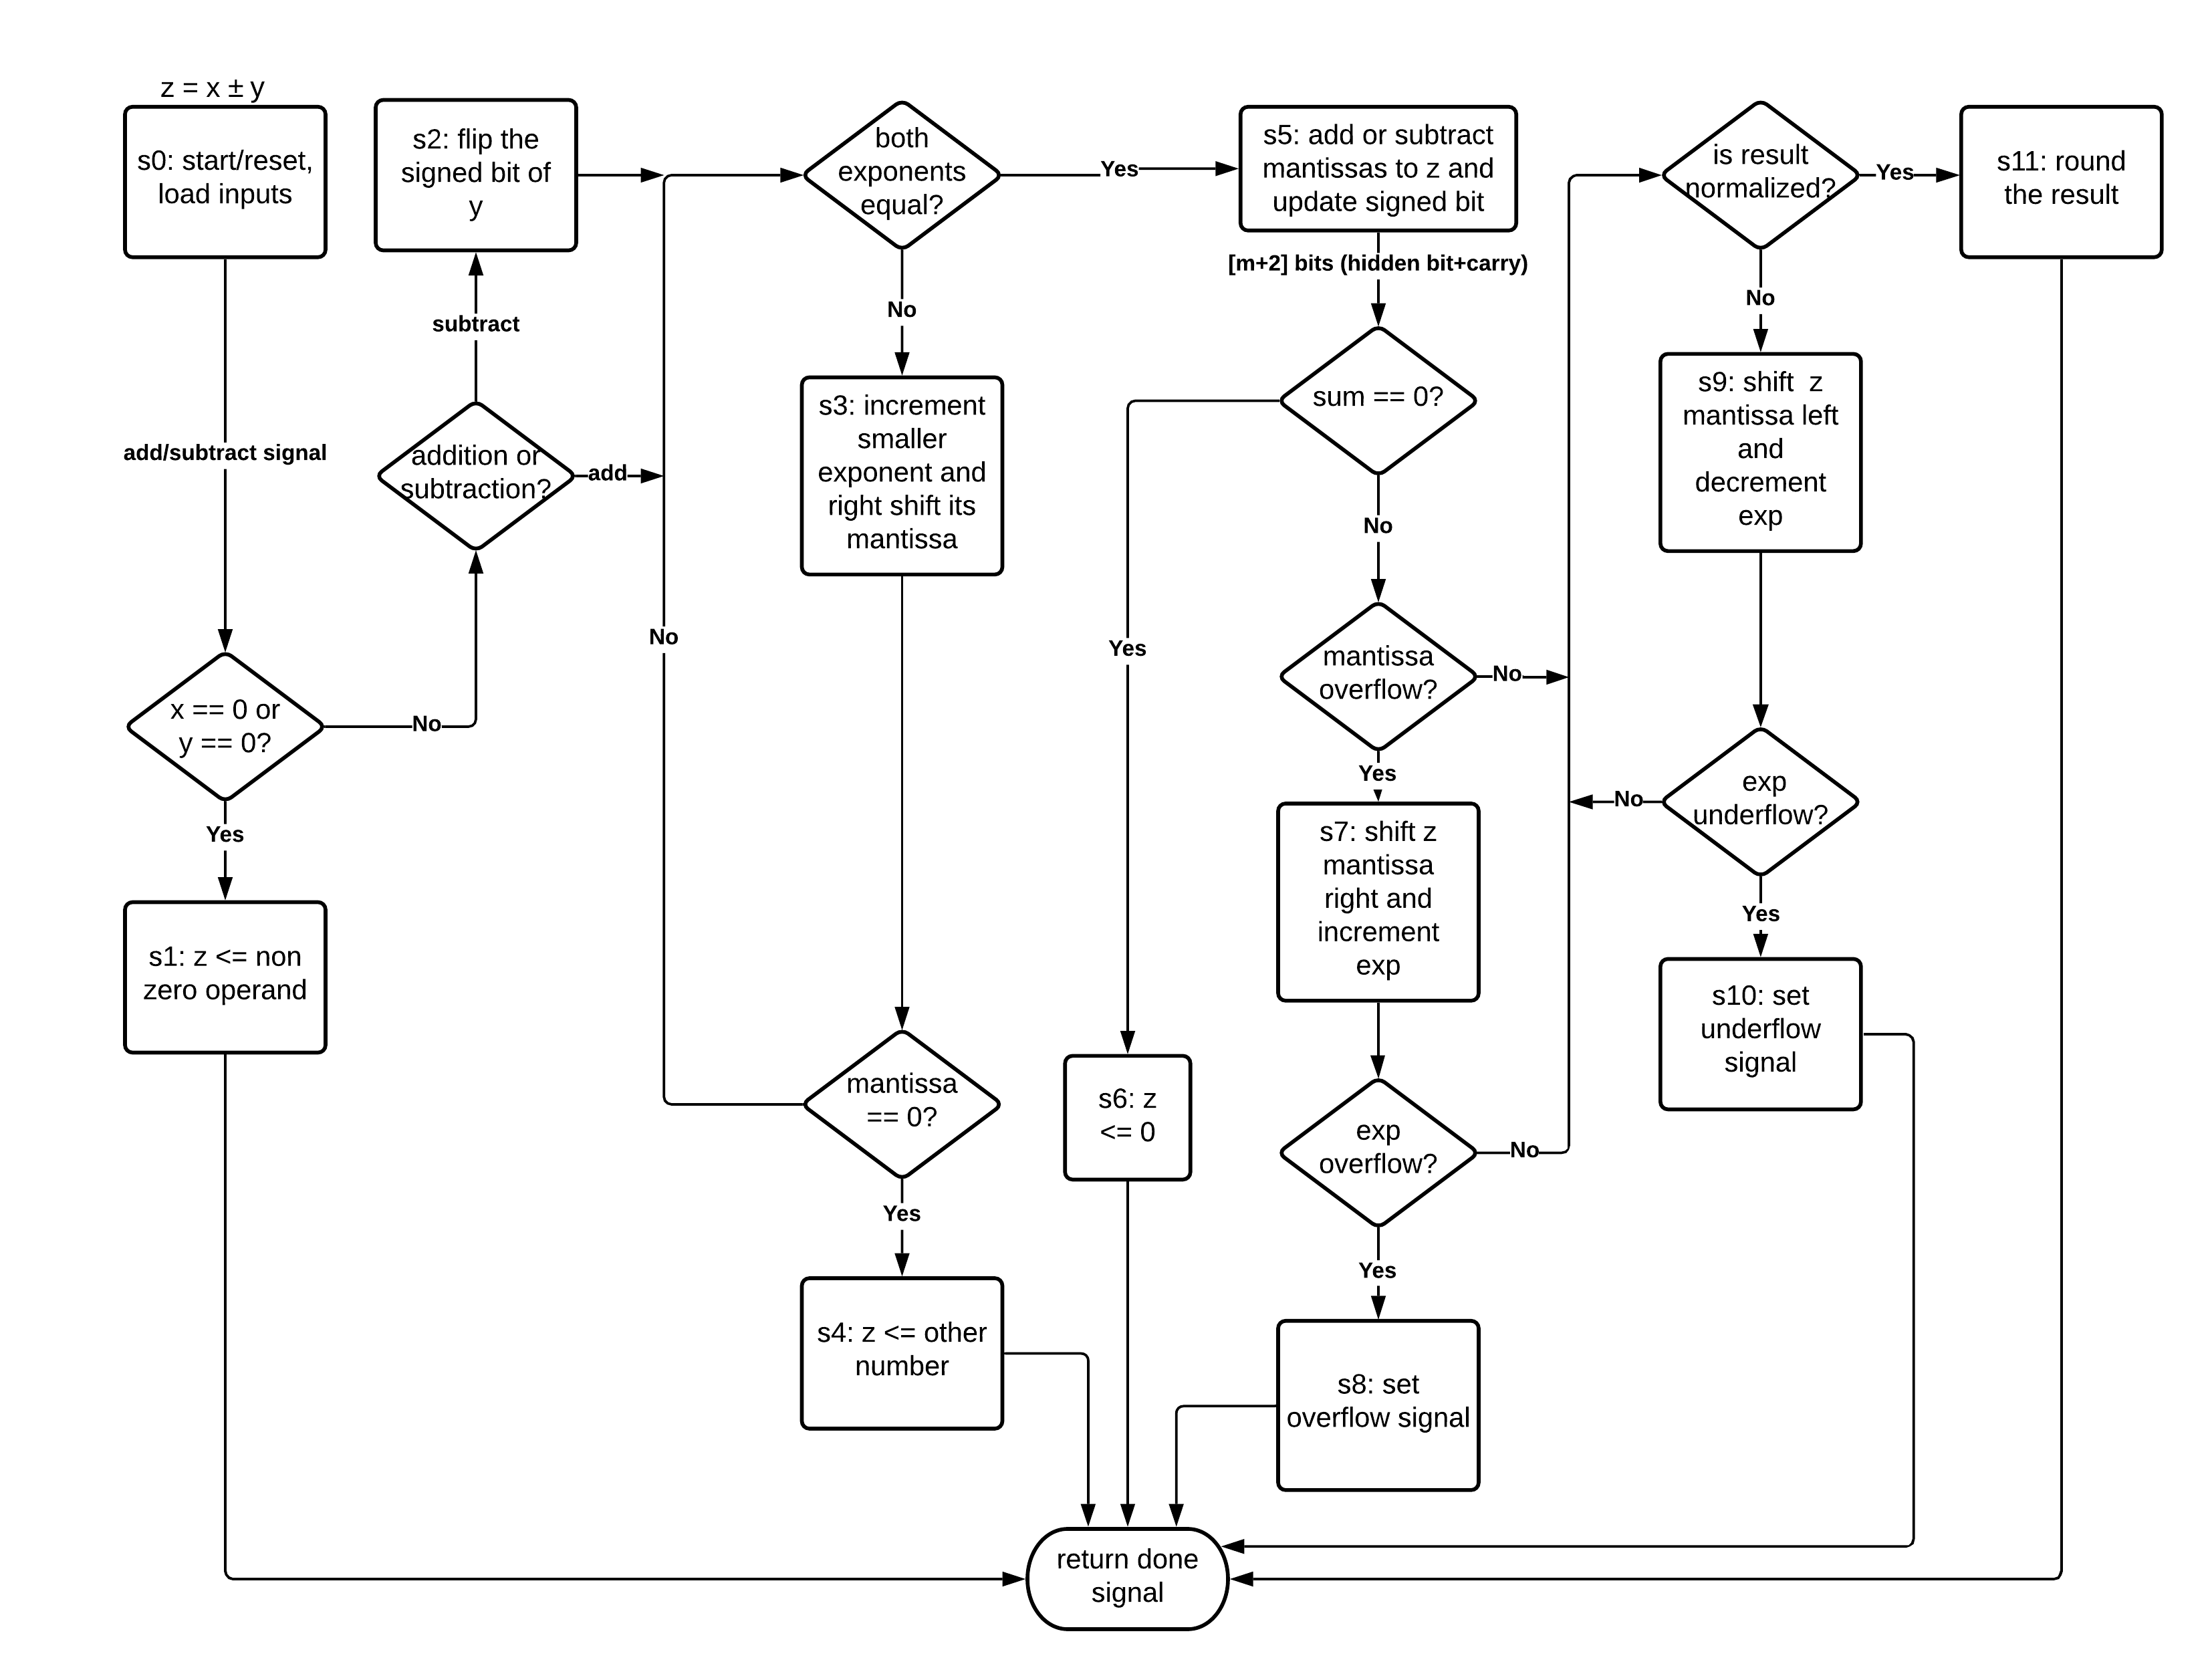 z = x ± y
s0: start/reset,
load inputs
add/subtract signal
x == 0 or
y == 0?
No
Yes
s1: z <= non
zero operand
s2: flip the
signed bit of
y
subtract
addition or
subtraction?
add
No
both
exponents
equal?
Yes
No
s3: increment
smaller
exponent and
right shift its
mantissa
mantissa
== 0?
Yes
s4: z <= other
number
s5: add or subtract
mantissas to z and
update signed bit
[m+2] bits (hidden bit+carry)
sum == 0?
Yes
No
s6: z
<= 0
mantissa
overflow?
No
Yes
s7: shift z
mantissa
right and
increment
exp
exp
overflow?
No
Yes
s8: set
overflow signal
is result
normalized?
Yes
No
s9: shift  z
mantissa left
and
decrement
exp
exp
underflow?
No
Yes
s10: set
underflow
signal
s11: round
the result
return done
signal